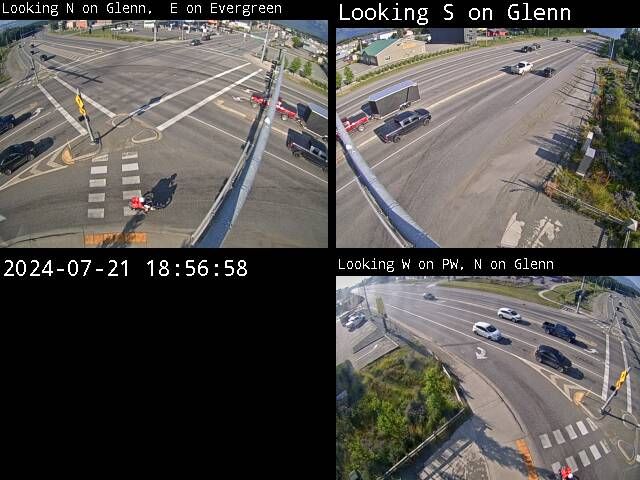 Looking N on Glenn,  E on Evergreen
Looking S on Glenn
2024-07-21 18:56:58
Looking W on PW, N on Glenn